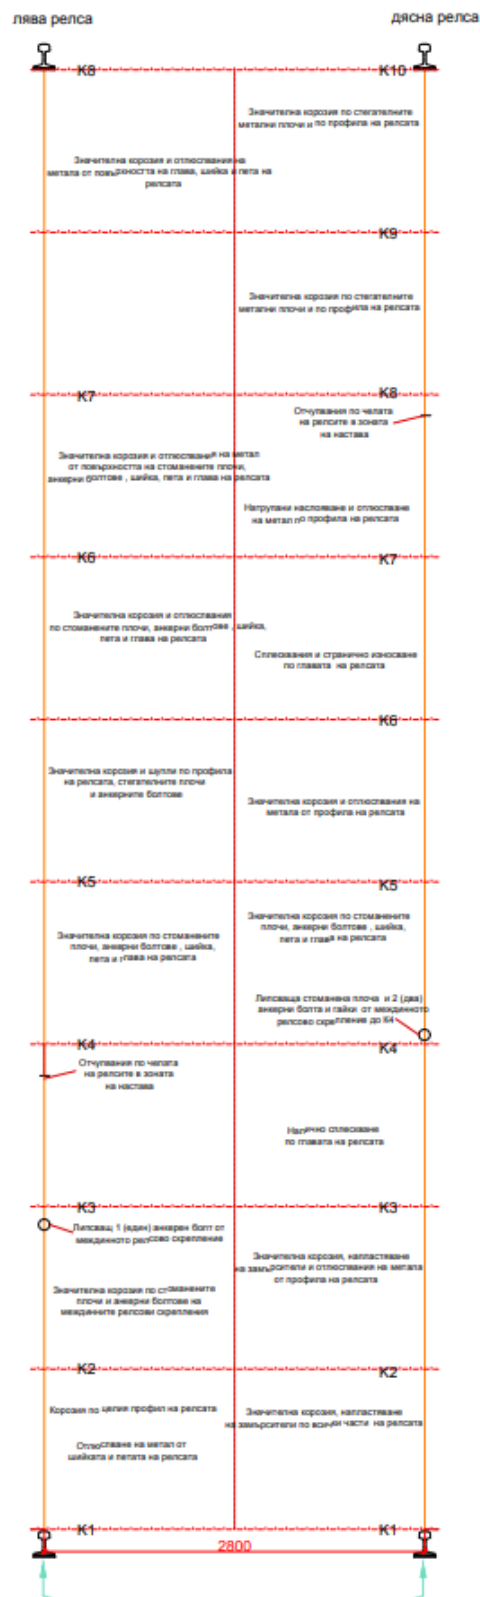 лява релса
дясна релса
К8
К10
Значителна корозия по стегателните
метални плочи и по профила на релсата
Значителна корозия и отлюспвания на
метала от повърхността на глава, шийка и пета на
релсата
К9
Значителна корозия по стегателните
метални плочи и по профила на релсата
К7
К8
Отчупвания по челата
на релсите в зоната
на настава
Значителна корозия и отлюспвания на метал
от повърхността на стоманените плочи,
анкерни болтове , шийка, пета и глава на релсата
Натрупани наслояване и отлюспване
на метал по профила на релсата
К6
К7
Значителна корозия и отлюспвания
по стоманените плочи, анкерни болтове , шийка,
пета и глава на релсата
Сплесквания и странично износване
по главата на релсата
К6
Значителна корозия и шупли по профила
на релсата, стегателните плочи
и анкерните болтове
Значителна корозия и отлюспвания на
метала от профила на релсата
К5
К5
Значителна корозия по стоманените
плочи, анкерни болтове , шийка,
пета и глава на релсата
Значителна корозия по стоманените
плочи, анкерни болтове , шийка,
пета и глава на релсата
Липсваща стоманена плоча и 2 (два)
анкерни болта и гайки от междинното
релсово скрепление до К4
К4
К4
Отчупвания по челата
на релсите в зоната
на настава
Налично сплескване
по главата на релсата
К3
К3
Липсващ 1 (един) анкерен болт от
междинното релсово скрепление
Значителна корозия, напластяване
на замърсители и отлюспвания на метала
от профила на релсата
Значителна корозия по стоманените
плочи и анкерни болтове на
междинните релсови скрепления
К2
К2
Корозия по целия профил на релсата
Значителна корозия, напластяване
на замърсители по всички части на релсата
Отлюспване на метал от
шийката и петата на релсата
К1
К1
2800